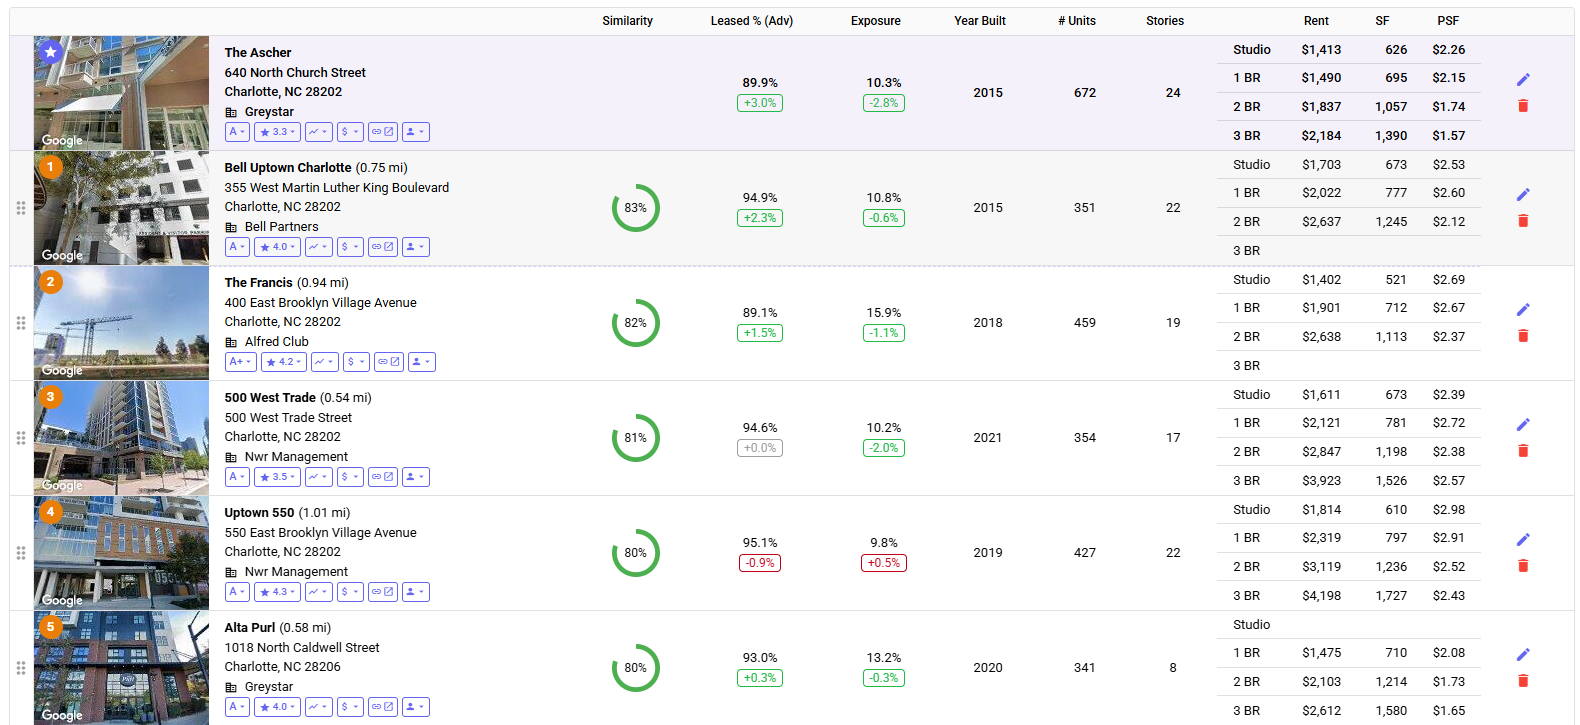 Similarity Leased % (Adv) Exposure Year Built # Units Stories Rent SF PSF
The Ascher
640 North Church Street
Charlotte, NC 28202
Greystar
A 3.3 $
Google
89.9% 10.3% 2015 672 24
+3.0% -2.8%
Studio $1,413 626 $2.26
1 BR $1,490 695 $2.15
2 BR $1,837 1,057 $1.74
3 BR $2,184 1,390 $1.57
1
Bell Uptown Charlotte (0.75 mi)
355 West Martin Luther King Boulevard
Charlotte, NC 28202
Bell Partners
A 4.0 $
Google
83% 94.9% 10.8% 2015 351 22
+2.3% -0.6%
Studio $1,703 673 $2.53
1 BR $2,022 777 $2.60
2 BR $2,637 1,245 $2.12
3 BR
2
The Francis (0.94 mi)
400 East Brooklyn Village Avenue
Charlotte, NC 28202
Alfred Club
A+ 4.2 $
Google
82% 89.1% 15.9% 2018 459 19
+1.5% -1.1%
Studio $1,402 521 $2.69
1 BR $1,901 712 $2.67
2 BR $2,638 1,113 $2.37
3 BR
3
500 West Trade (0.54 mi)
500 West Trade Street
Charlotte, NC 28202
Nwr Management
A 3.5 $
Google
81% 94.6% 10.2% 2021 354 17
+0.0% -2.0%
Studio $1,611 673 $2.39
1 BR $2,121 781 $2.72
2 BR $2,847 1,198 $2.38
3 BR $3,923 1,526 $2.57
4
Uptown 550 (1.01 mi)
550 East Brooklyn Village Avenue
Charlotte, NC 28202
Nwr Management
A 4.3 $
Google
80% 95.1% 9.8% 2019 427 22
-0.9% +0.5%
Studio $1,814 610 $2.98
1 BR $2,319 797 $2.91
2 BR $3,119 1,236 $2.52
3 BR $4,198 1,727 $2.43
5
Alta Purl (0.58 mi)
1018 North Caldwell Street
Charlotte, NC 28206
Greystar
A 4.0 $
Google
80% 93.0% 13.2% 2020 341 8
+0.3% -0.3%
Studio
1 BR $1,475 710 $2.08
2 BR $2,103 1,214 $1.73
3 BR $2,612 1,580 $1.65